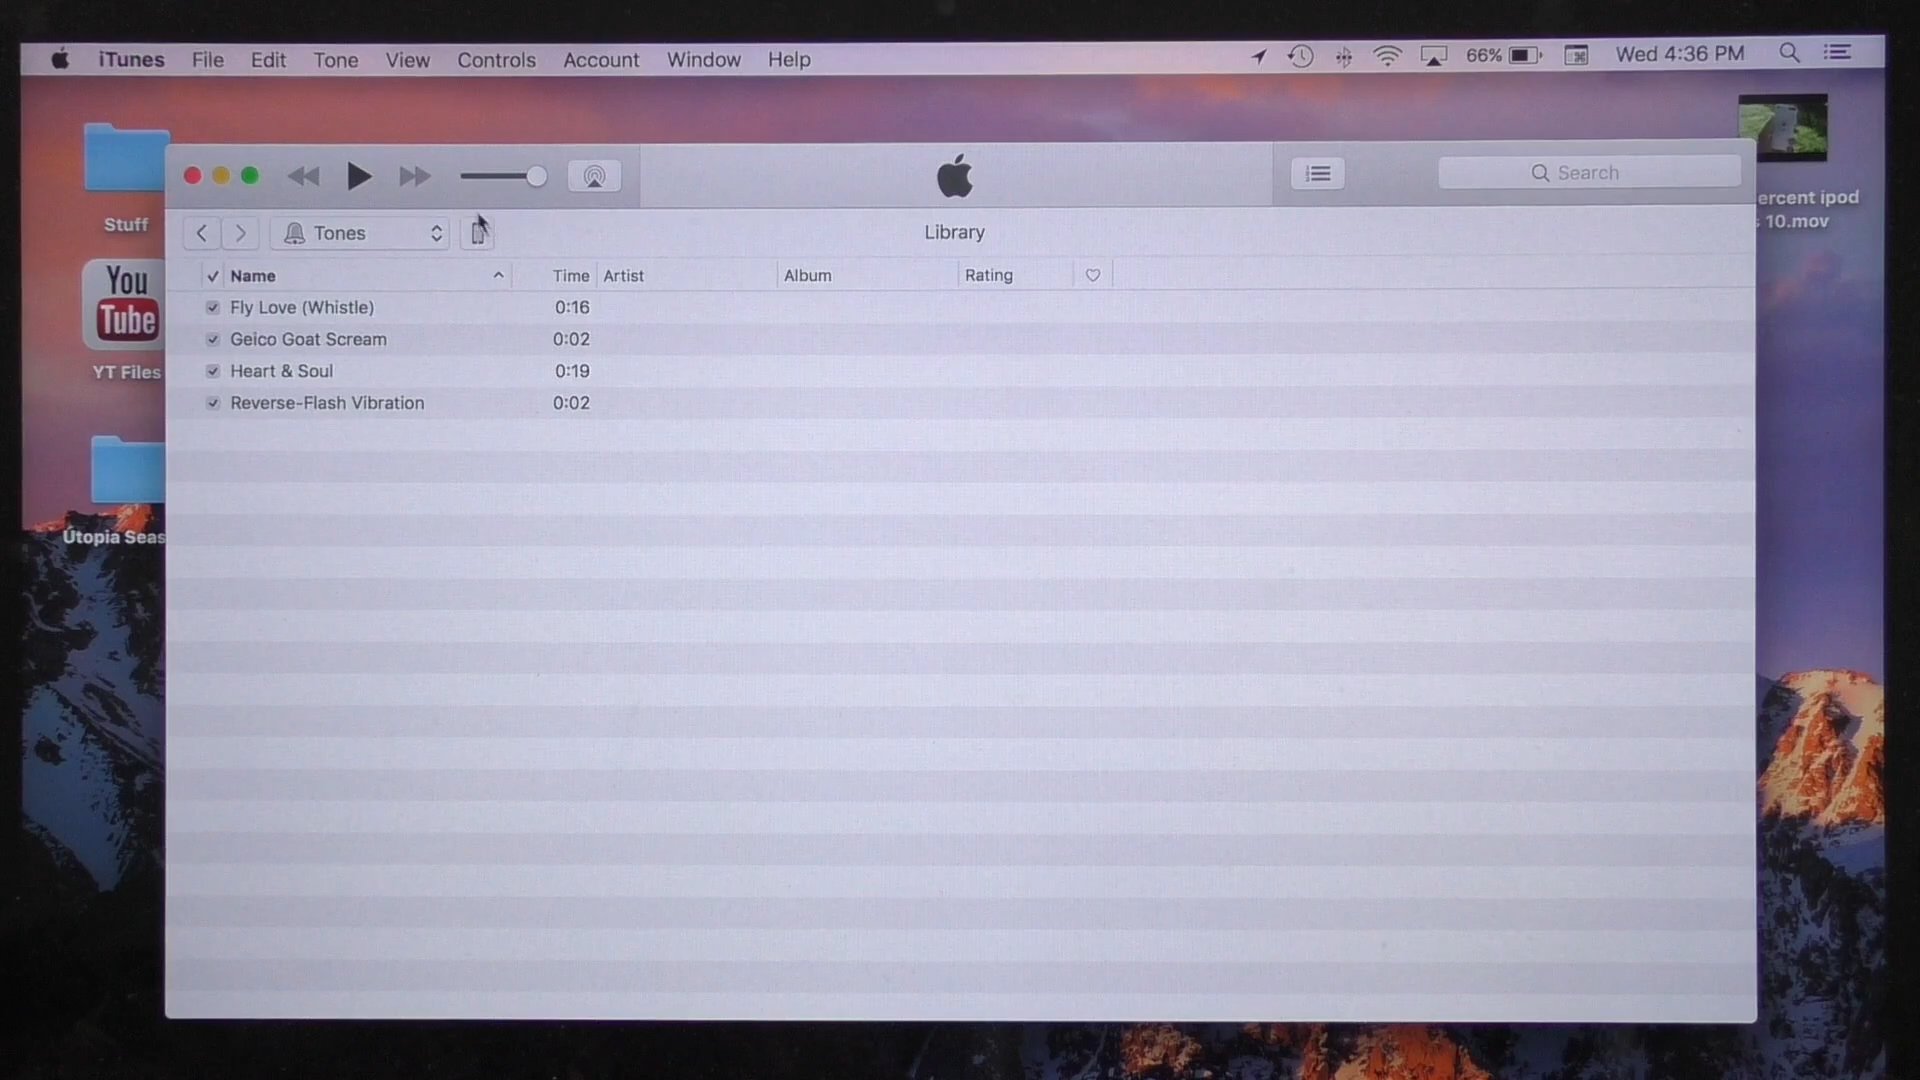 iTunes File Edit Tone View Controls Account Window Help 66% Wed 4:36 PM
Search
ercent ipod
10.mov
Stuff
Tones
Library
Name Time Artist Album Rating
Fly Love (Whistle) 0:16
Geico Goat Scream 0:02
Heart & Soul 0:19
Reverse-Flash Vibration 0:02
You
Tube
YT Files
Utopia Seas